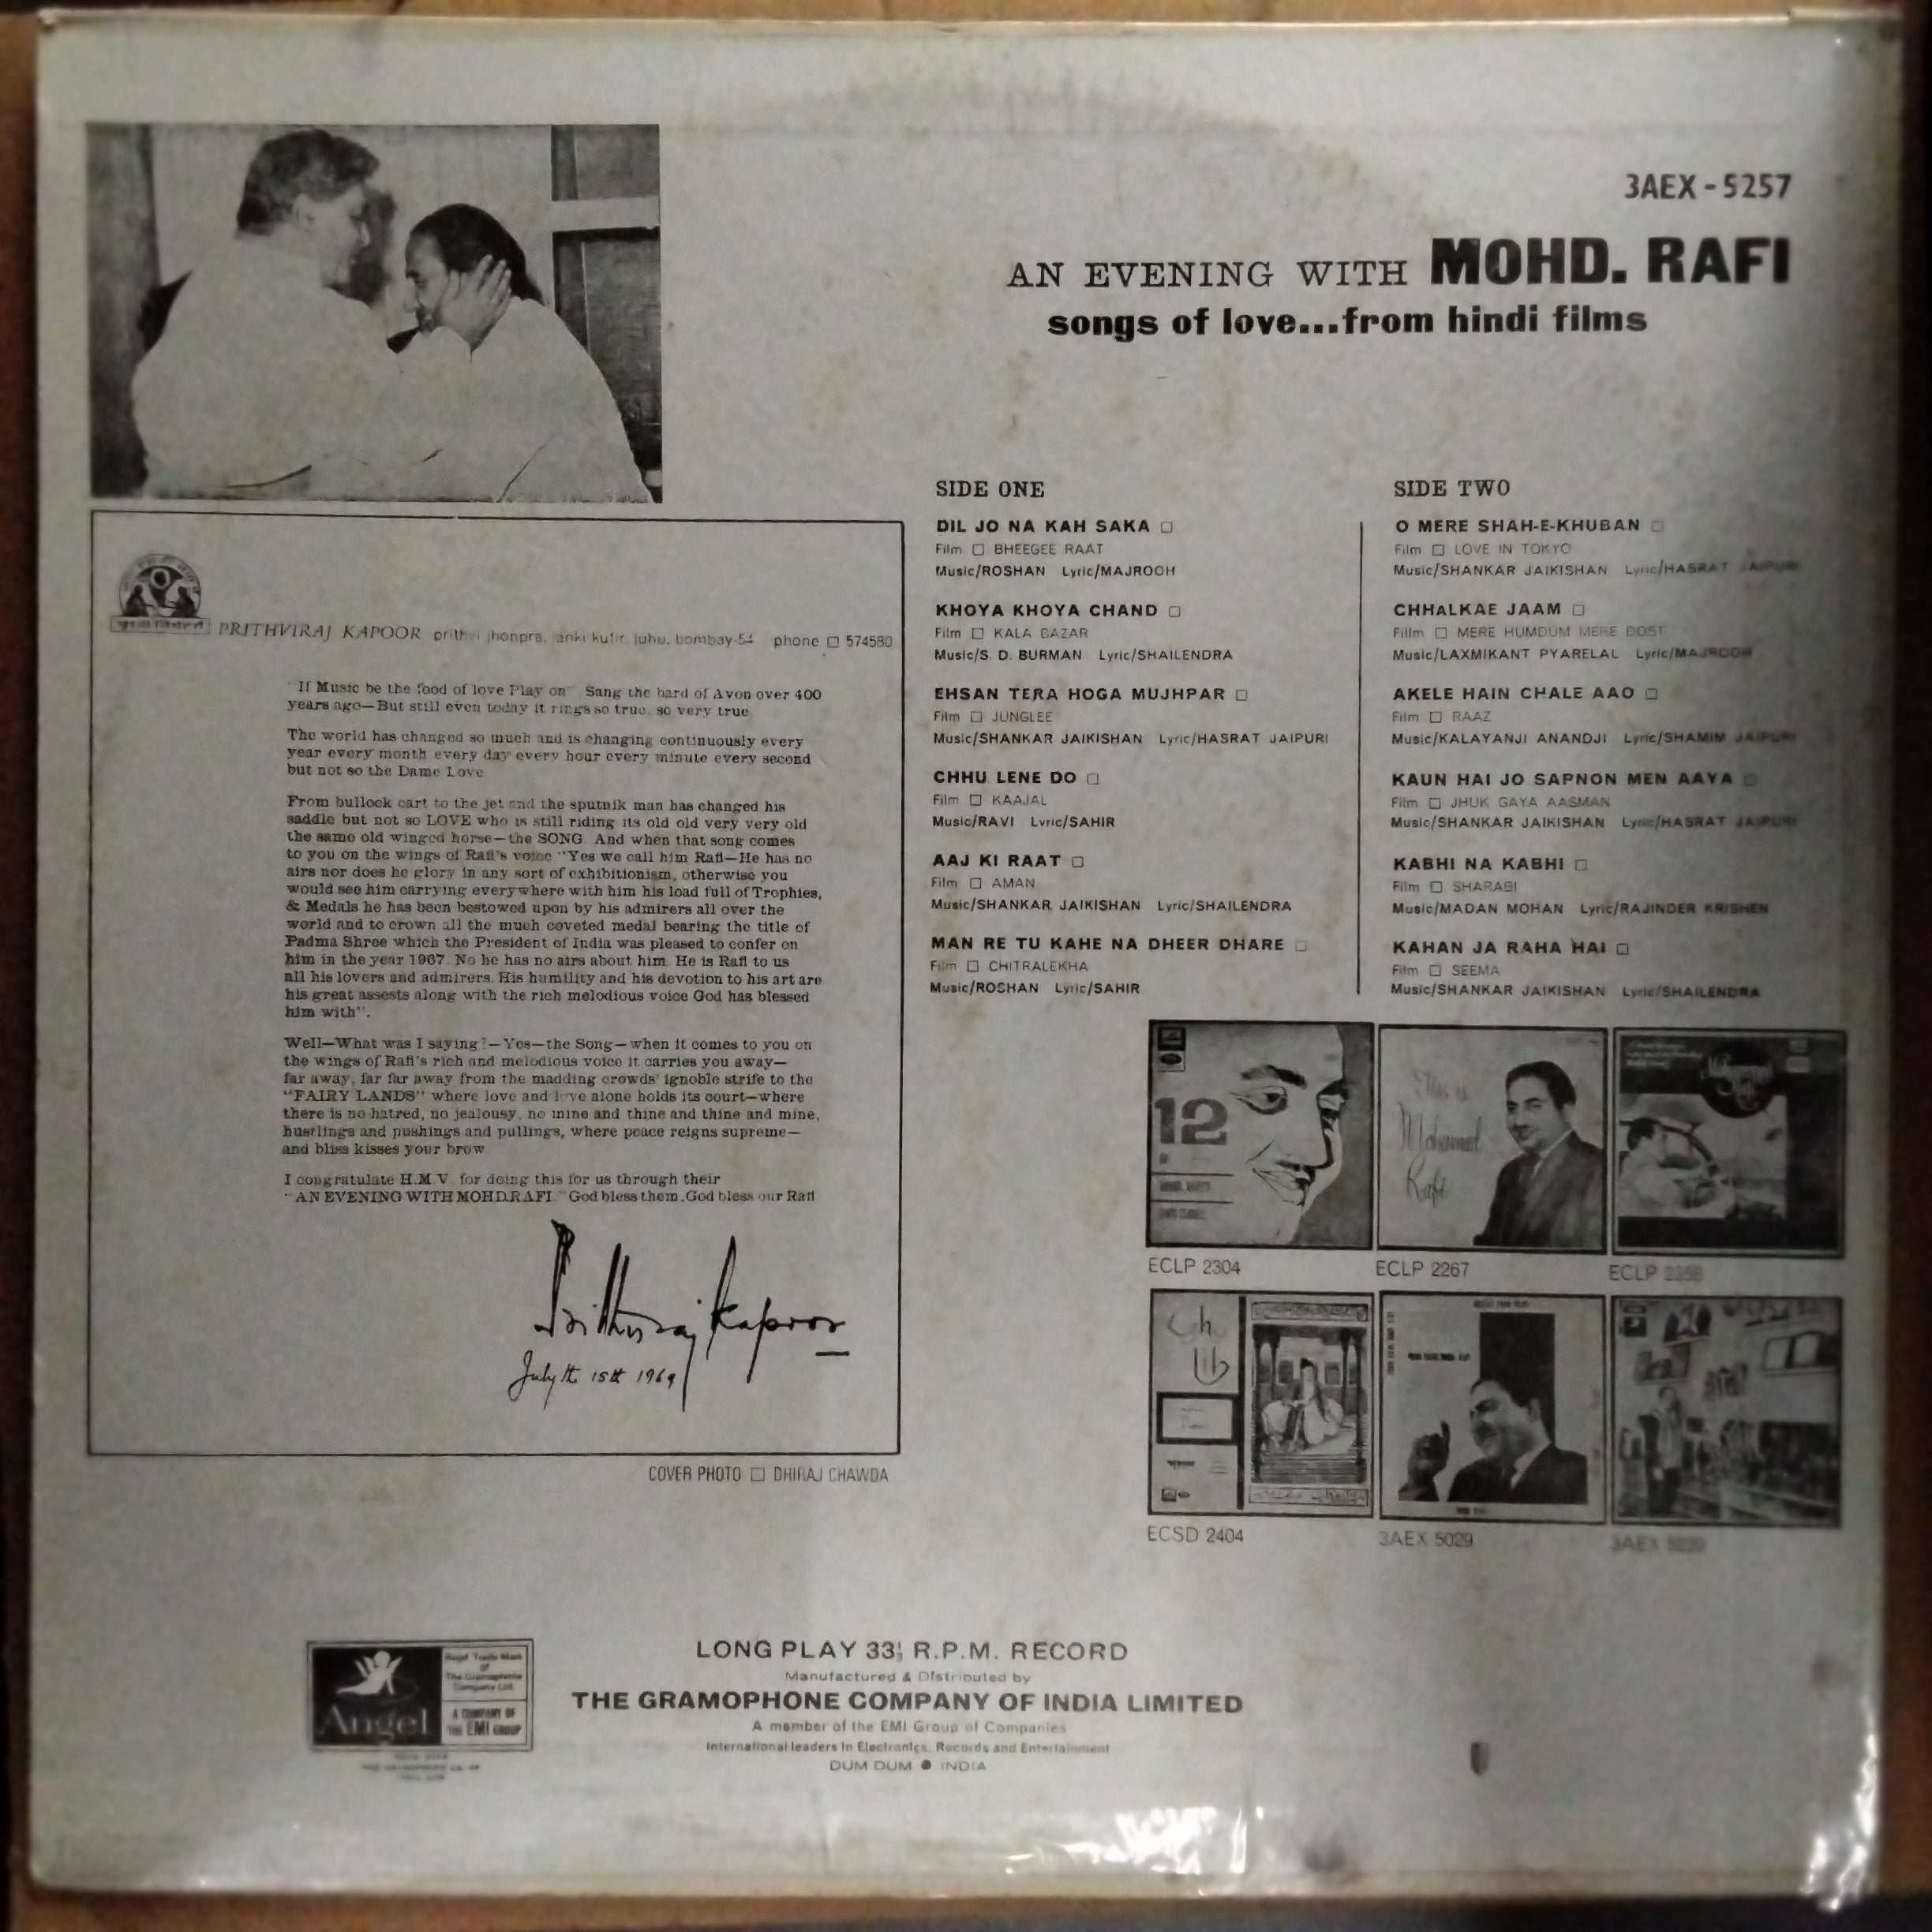 3AEX - 5257
AN EVENING WITH MOHD. RAFI
songs of love...from hindi films
PRITHVIRAJ KAPOOR prithvi jhonpra, janki kutir, juhu, bombay-54 phone □ 574580
"If Music be the food of love Play on" Sang the bard of Avon over 400
years ago—But still even today it rings so true, so very true
The world has changed so much and is changing continuously every
year every month every day every hour every minute every second
but not so the Dame Love
From bullock cart to the jet and the sputnik man has changed his
saddle but not so LOVE who is still riding its old old very very old
the same old winged horse—the SONG. And when that song comes
to you on the wings of Rafi's voice "Yes we call him Rafi—He has no
airs nor does he glory in any sort of exhibitionism, otherwise you
would see him carrying everywhere with him his load full of Trophies,
& Medals he has been bestowed upon by his admirers all over the
world and to crown all the much coveted medal bearing the title of
Padma Shree which the President of India was pleased to confer on
him in the year 1967. No he has no airs about him. He is Rafi to us
all his lovers and admirers. His humility and his devotion to his art are
his great assests along with the rich melodious voice God has blessed
him with".
Well—What was I saying?—Yes—the Song—when it comes to you on
the wings of Rafi's rich and melodious voice it carries you away—
far away, far far away from the madding crowds' ignoble strife to the
"FAIRY LANDS" where love and love alone holds its court—where
there is no hatred, no jealousy, no mine and thine and thine and mine,
hustlings and pushings and pullings, where peace reigns supreme—
and bliss kisses your brow
I congratulate H.M.V. for doing this for us through their
"AN EVENING WITH MOHD.RAFI." God bless them, God bless our Rafi
Prithviraj Kapoor
July th 15th 1969
COVER PHOTO □ DHIRAJ CHAWDA
SIDE ONE
DIL JO NA KAH SAKA □
Film □ BHEEGEE RAAT
Music/ROSHAN Lyric/MAJROOH
KHOYA KHOYA CHAND □
Film □ KALA BAZAR
Music/S. D. BURMAN Lyric/SHAILENDRA
EHSAN TERA HOGA MUJHPAR □
Film □ JUNGLEE
Music/SHANKAR JAIKISHAN Lyric/HASRAT JAIPURI
CHHU LENE DO □
Film □ KAAJAL
Music/RAVI Lyric/SAHIR
AAJ KI RAAT □
Film □ AMAN
Music/SHANKAR JAIKISHAN Lyric/SHAILENDRA
MAN RE TU KAHE NA DHEER DHARE □
Film □ CHITRALEKHA
Music/ROSHAN Lyric/SAHIR
SIDE TWO
O MERE SHAH-E-KHUBAN □
Film □ LOVE IN TOKYO
Music/SHANKAR JAIKISHAN Lyric/HASRAT JAIPURI
CHHALKAE JAAM □
Fillm □ MERE HUMDUM MERE DOST
Music/LAXMIKANT PYARELAL Lyric/MAJROOH
AKELE HAIN CHALE AAO □
Film □ RAAZ
Music/KALAYANJI ANANDJI Lyric/SHAMIM JAIPURI
KAUN HAI JO SAPNON MEN AAYA □
Film □ JHUK GAYA AASMAN
Music/SHANKAR JAIKISHAN Lyric/HASRAT JAIPURI
KABHI NA KABHI □
Film □ SHARABI
Music/MADAN MOHAN Lyric/RAJINDER KRISHEN
KAHAN JA RAHA HAI □
Film □ SEEMA
Music/SHANKAR JAIKISHAN Lyric/SHAILENDRA
12
This is
Mohamed
Rafi
ECLP 2304
ECLP 2267
ECLP
ECSD 2404
3AEX 5029
3AEX
Angel
Regd Trade Mark
of
The Gramophone
Company Ltd.
A COMPANY OF
THE EMI GROUP
LONG PLAY 33⅓ R.P.M. RECORD
Manufactured & Distributed by
THE GRAMOPHONE COMPANY OF INDIA LIMITED
A member of the EMI Group of Companies
International leaders in Electronics, Records and Entertainment
DUM DUM ● INDIA